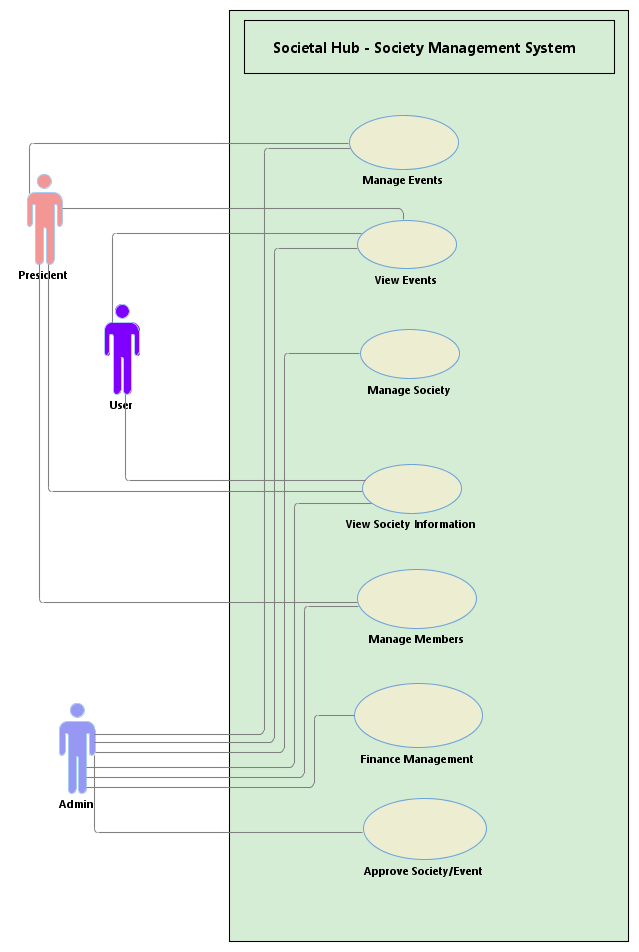 Societal Hub - Society Management System
Manage Events
President
View Events
User
Manage Society
View Society Information
Manage Members
Admin
Finance Management
Approve Society/Event